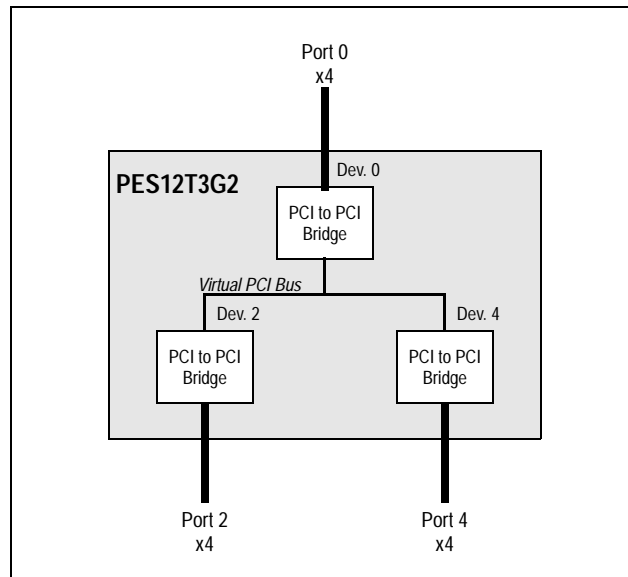 Port 0
x4
PES12T3G2
Dev. 0
PCI to PCI
Bridge
Virtual PCI Bus
Dev. 2
Dev. 4
PCI to PCI
Bridge
PCI to PCI
Bridge
Port 2
x4
Port 4
x4